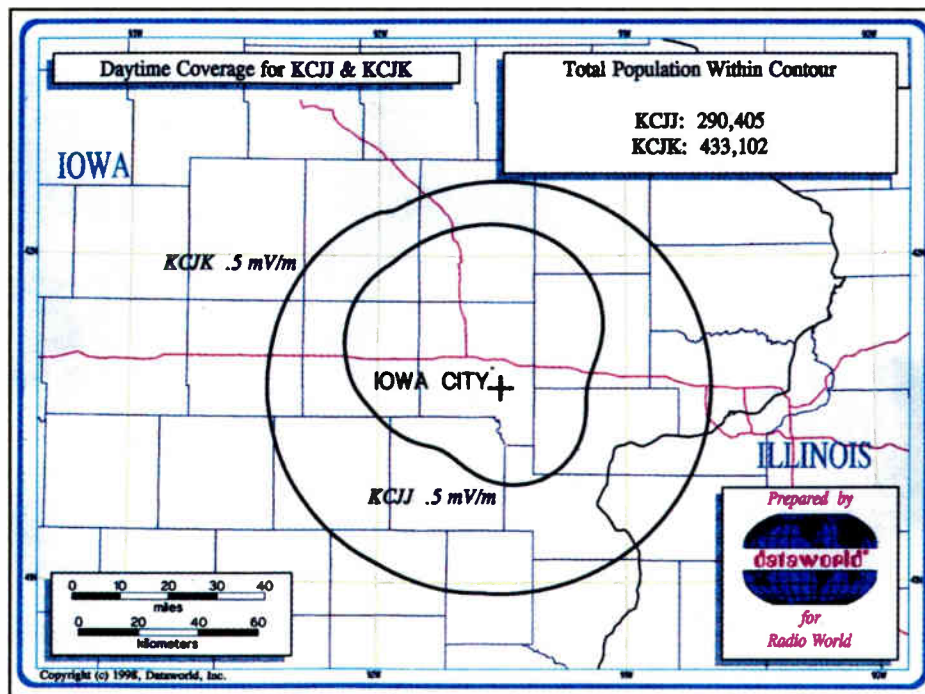 Daytime Coverage for KCJJ & KCJK
Total Population Within Contour
KCJJ: 290,405
KCJK: 433,102
IOWA
KCJK .5 mV/m
IOWA CITY
KCJJ .5 mV/m
ILLINOIS
0 10 20 30 40
miles
0 20 40 60
kilometers
Prepared by
dataworld®
for
Radio World
Copyright (c) 1998, Dataworld, Inc.